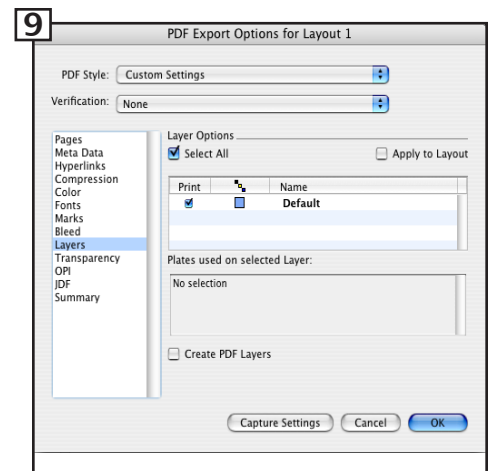 9
PDF Export Options for Layout 1
PDF Style: Custom Settings
Verification: None
Pages
Meta Data
Hyperlinks
Compression
Color
Fonts
Marks
Bleed
Layers
Transparency
OPI
JDF
Summary
Layer Options
Select All
Apply to Layout
Print Name
Default
Plates used on selected Layer:
No selection
Create PDF Layers
Capture Settings Cancel OK